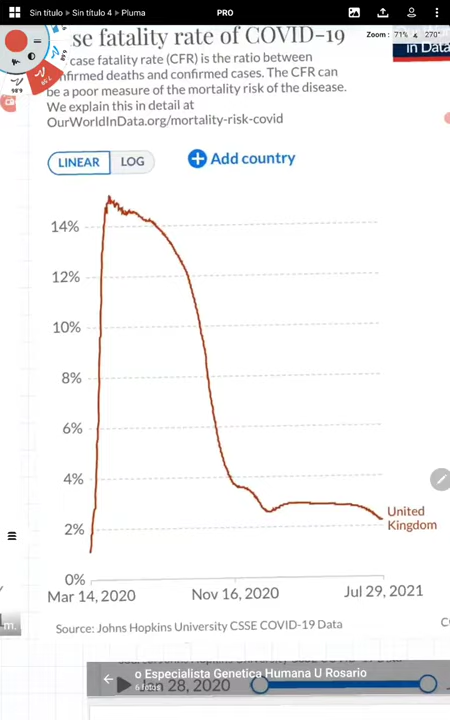 Sin título 4 ▸ Sin título 4 ▸ Pluma
PRO
Zoom : 71% 270°
se fatality rate of COVID-19
in Data
case fatality rate (CFR) is the ratio between
nfirmed deaths and confirmed cases. The CFR can
be a poor measure of the mortality risk of the disease.
We explain this in detail at
OurWorldInData.org/mortality-risk-covid
LINEAR
LOG
Add country
14%
12%
10%
8%
6%
4%
2%
0%
United
Kingdom
Mar 14, 2020
Nov 16, 2020
Jul 29, 2021
m.
Source: Johns Hopkins University CSSE COVID-19 Data
o Especialista Genetica Humana U Rosario
6 fotos
Jan 28, 2020